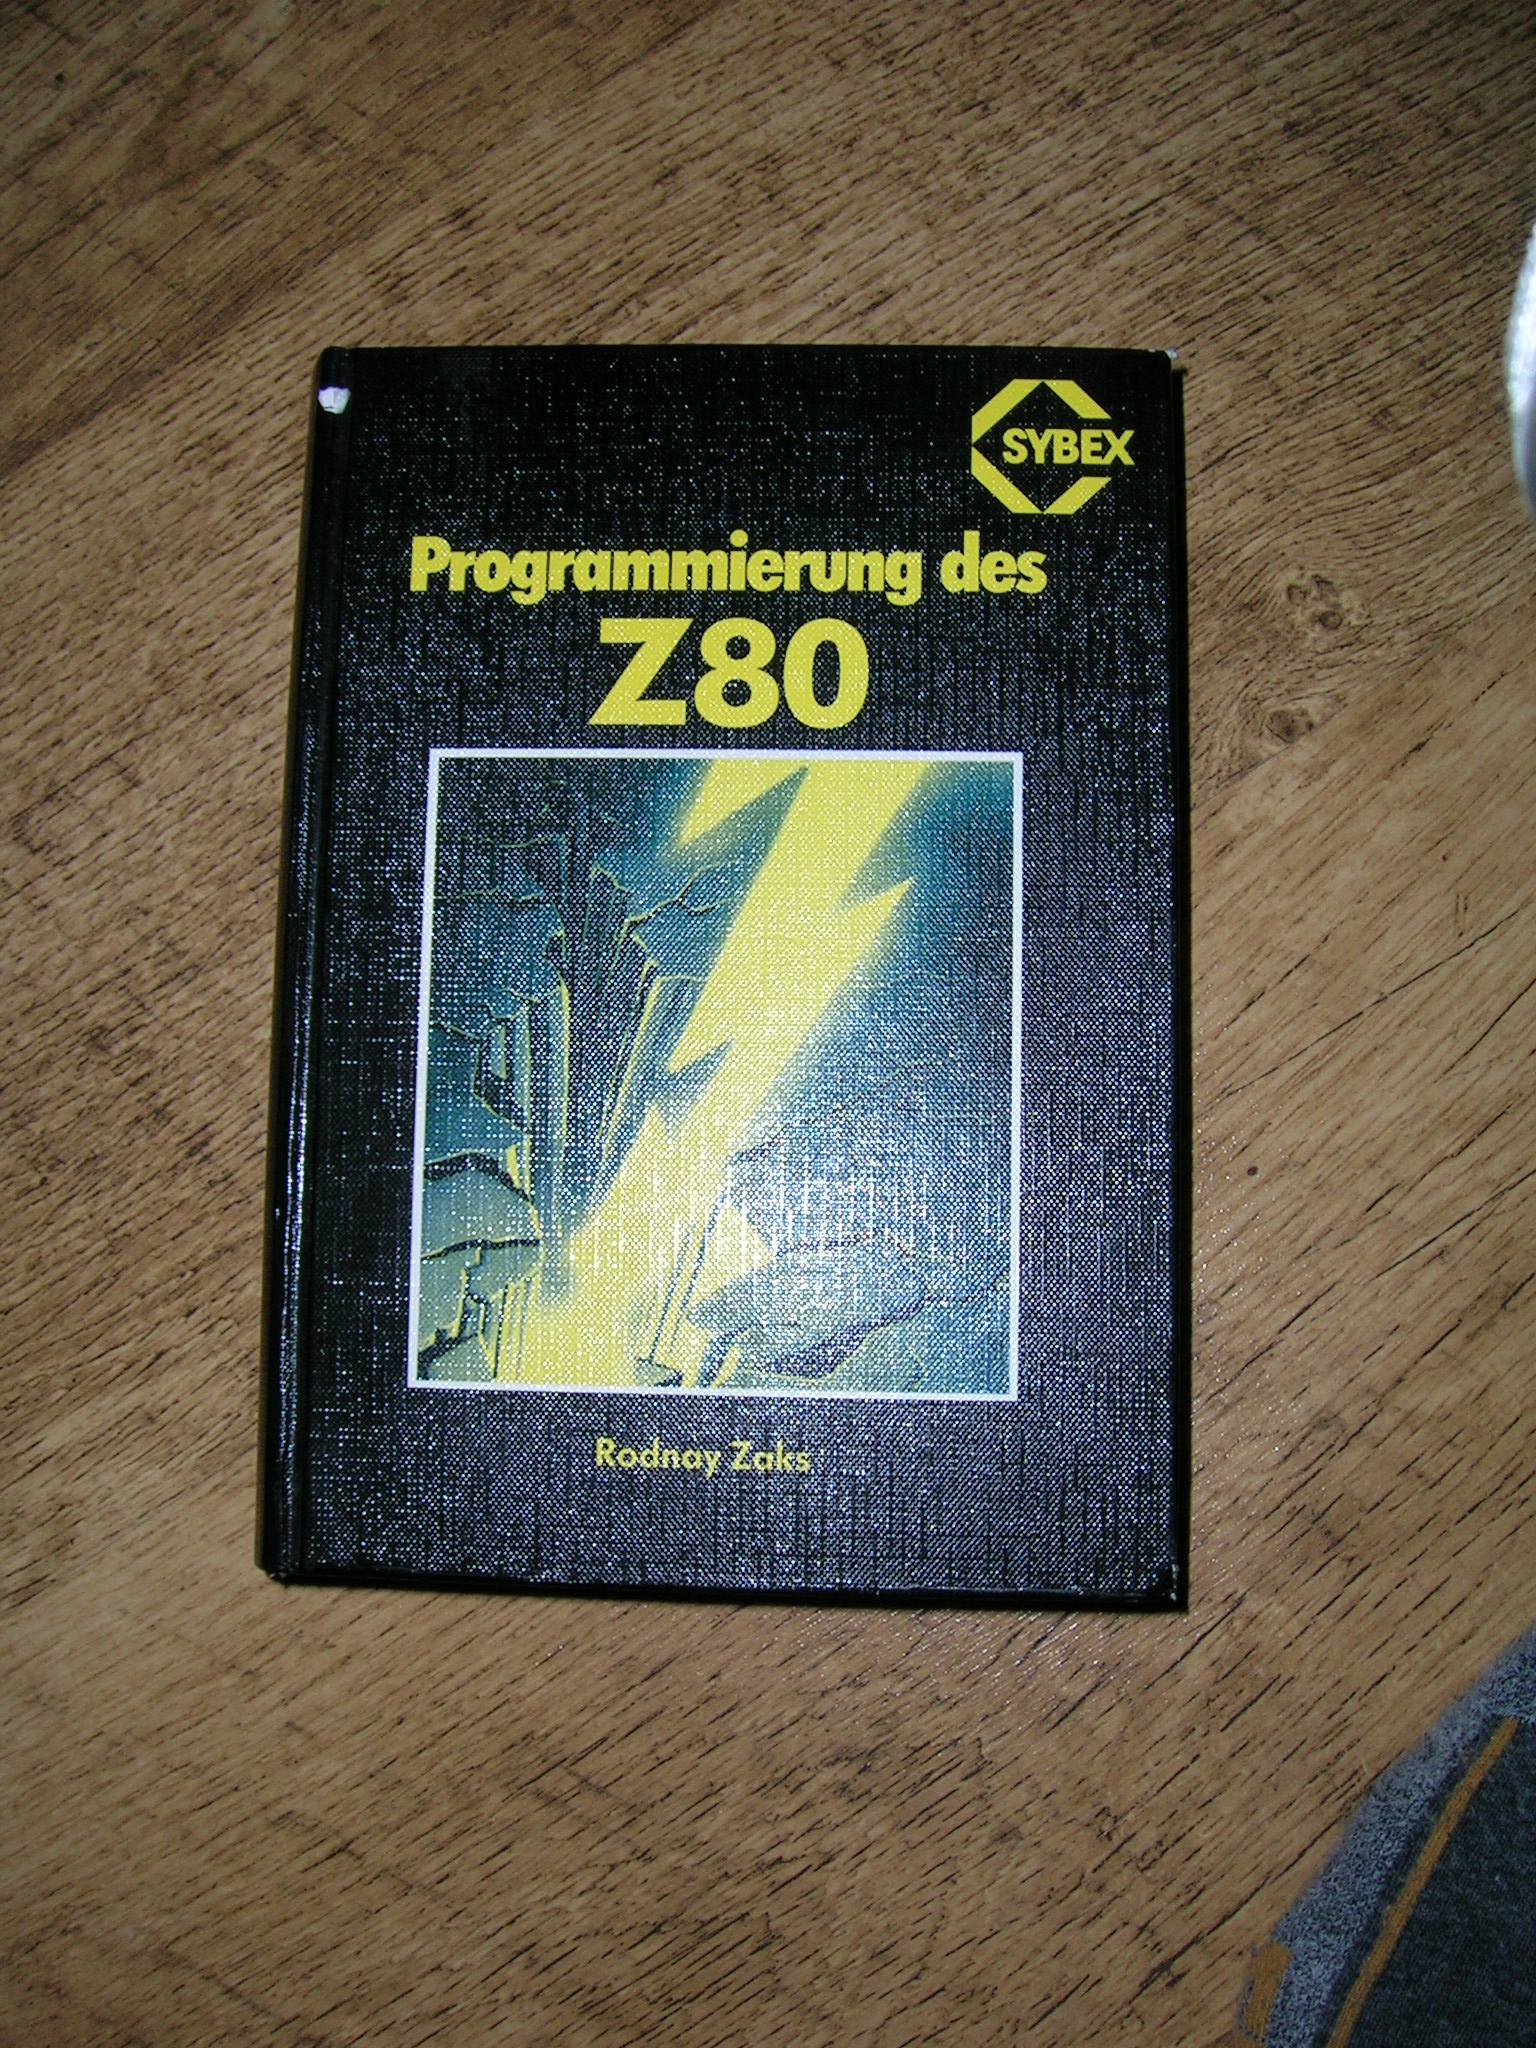 SYBEX
Programmierung des
Z80
Rodnay Zaks